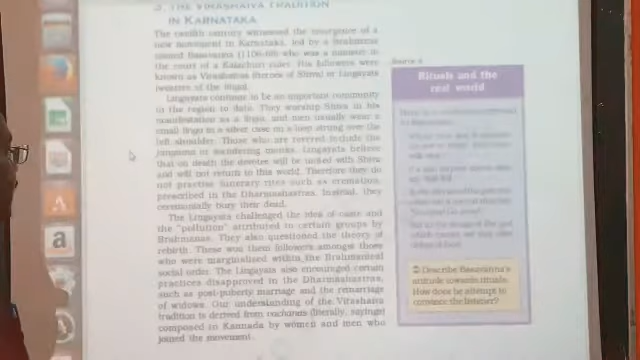 5. THE VIRASHAIVA TRADITION
IN KARNATAKA
The twelfth century witnessed the emergence of a
new movement in Karnataka, led by a Brahmana
named Basavanna (1106-68) who was a minister in
the court of a Kalachuri ruler. His followers were
known as Virashaivas (heroes of Shiva) or Lingayats
(wearers of the linga).
Lingayats continue to be an important community
in the region to date. They worship Shiva in his
manifestation as a linga, and men usually wear a
small linga in a silver case on a loop strung over the
left shoulder. Those who are revered include the
jangama or wandering monks. Lingayats believe
that on death the devotee will be united with Shiva
and will not return to this world. Therefore they do
not practise funerary rites such as cremation,
prescribed in the Dharmashastras. Instead, they
ceremonially bury their dead.
The Lingayats challenged the idea of caste and
the "pollution" attributed to certain groups by
Brahmanas. They also questioned the theory of
rebirth. These won them followers amongst those
who were marginalised within the Brahmanical
social order. The Lingayats also encouraged certain
practices disapproved in the Dharmashastras,
such as post-puberty marriage and the remarriage
of widows. Our understanding of the Virashaiva
tradition is derived from vachanas (literally, sayings)
composed in Kannada by women and men who
joined the movement.
Source
Rituals and the
real world
Describe Basavanna's
attitude towards rituals.
How does he attempt to
convince the listener?
a